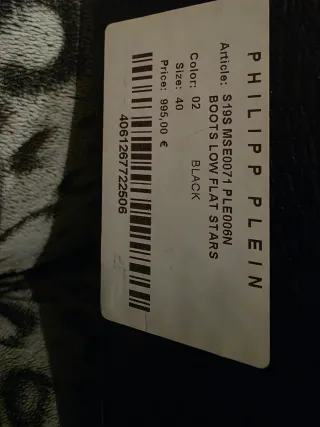 PHILIPP PLEIN
Article: S19S MSE0071 PLE006N
BOOTS LOW FLAT STARS
Color: 02 BLACK
Size: 40
Price: 995,00 €
4061267722506